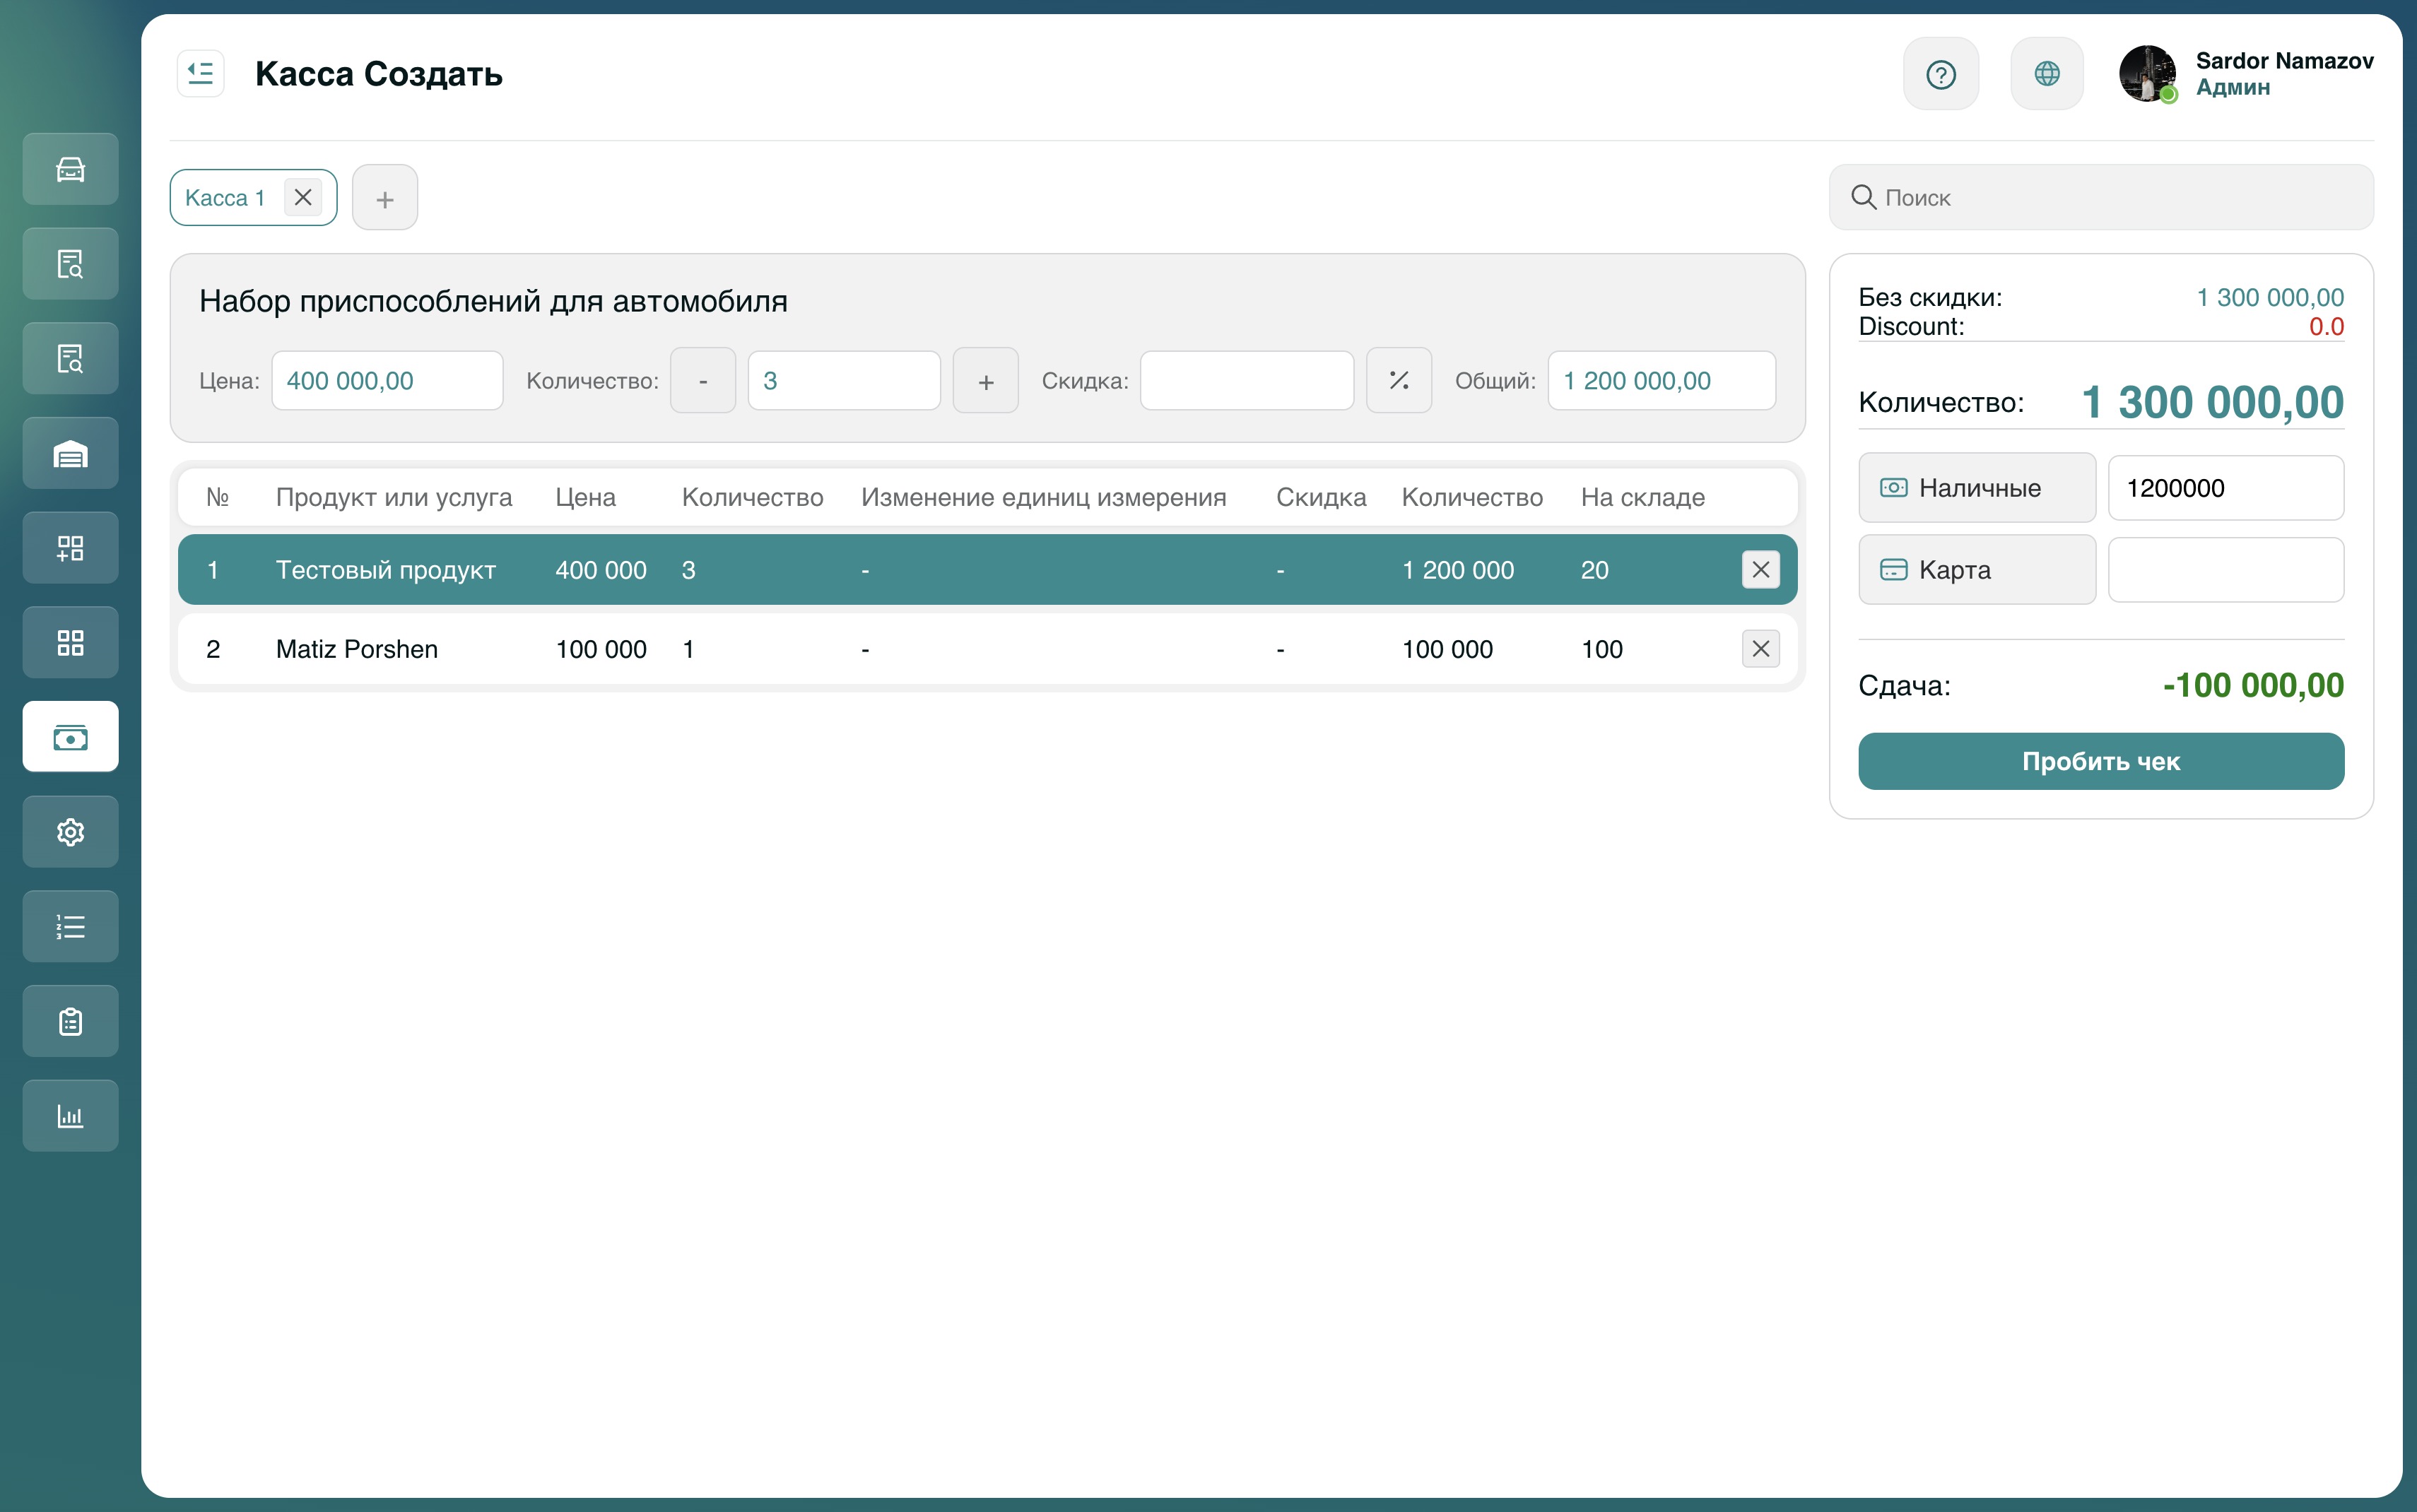 Касса Создать
Sardor Namazov
Админ
Касса 1
+
Поиск
Набор приспособлений для автомобиля
Цена: 400 000,00 Количество: - 3 + Скидка: % Общий: 1 200 000,00
№ Продукт или услуга Цена Количество Изменение единиц измерения Скидка Количество На складе
1 Тестовый продукт 400 000 3 - - 1 200 000 20
2 Matiz Porshen 100 000 1 - - 100 000 100
Без скидки: 1 300 000,00
Discount: 0.0
Количество: 1 300 000,00
Наличные 1200000
Карта
Сдача: -100 000,00
Пробить чек